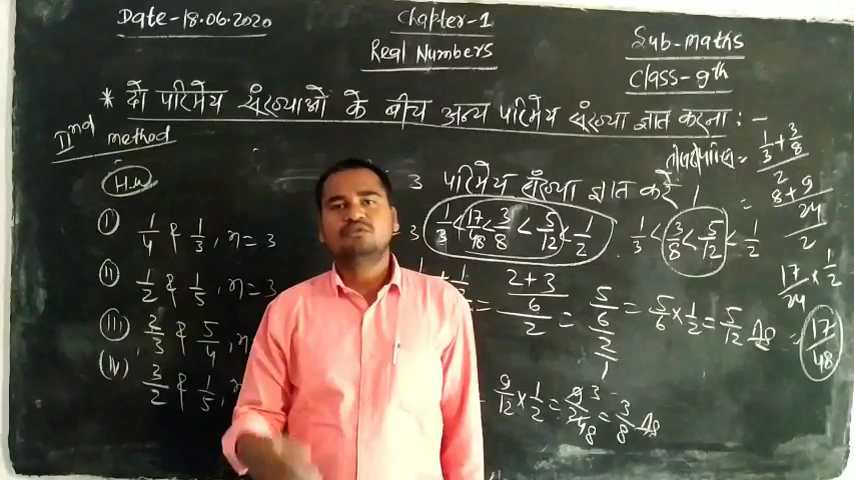 Date-18.06.2020
Chapter-1
Real Numbers
Sub-Maths
Class-9th
* दो परिमेय संख्याओं के बीच अन्य परिमेय संख्या ज्ञात करना :-
IInd method
H.W
3 परिमेय संख्या ज्ञात करें।
i) 1/4 & 1/3, n=3
ii) 1/2 & 1/5, n=3
iii) 2/3 & 5/4, n
iv) 3/2 & 1/5,
3
1/3 < 17/48 < 3/8 < 5/12 < 1/2
1/3 < 3/8 < 5/12 < 1/2
= 2+3/6/2 = 5/6/2/1 = 5/6 × 1/2 = 5/12 Ans
9/12 × 1/2 = 9/24 3/8 = 3/8 Ans
1/3 + 3/8 / 2
= 8+9/24/2
17/24 × 1/2
= 17/48